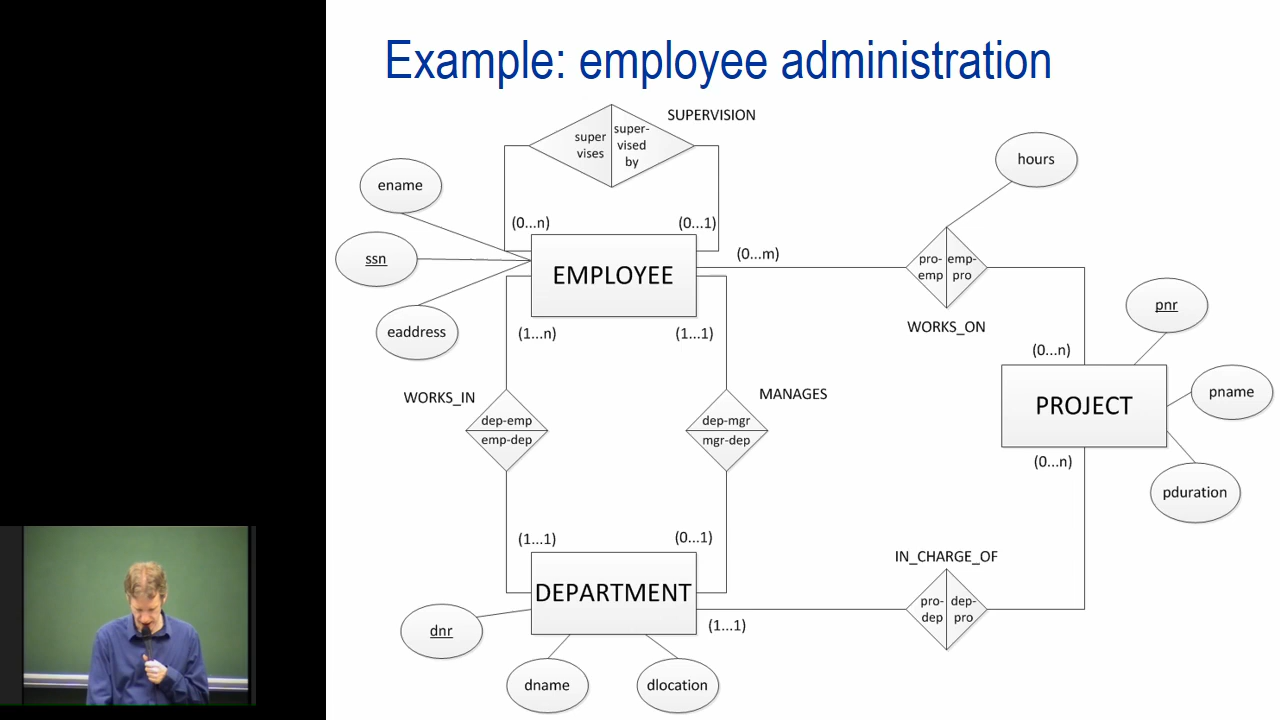 Example: employee administration
SUPERVISION
super
vises
super-
vised
by
hours
ename
(0...n)
(0...1)
ssn
EMPLOYEE
(0...m)
pro-
emp
emp-
pro
eaddress
(1...n)
(1...1)
WORKS_ON
pnr
(0...n)
WORKS_IN
MANAGES
PROJECT
pname
dep-emp
emp-dep
dep-mgr
mgr-dep
(0...n)
pduration
(1...1)
(0...1)
IN_CHARGE_OF
DEPARTMENT
pro-
dep
dep-
pro
dnr
(1...1)
dname
dlocation